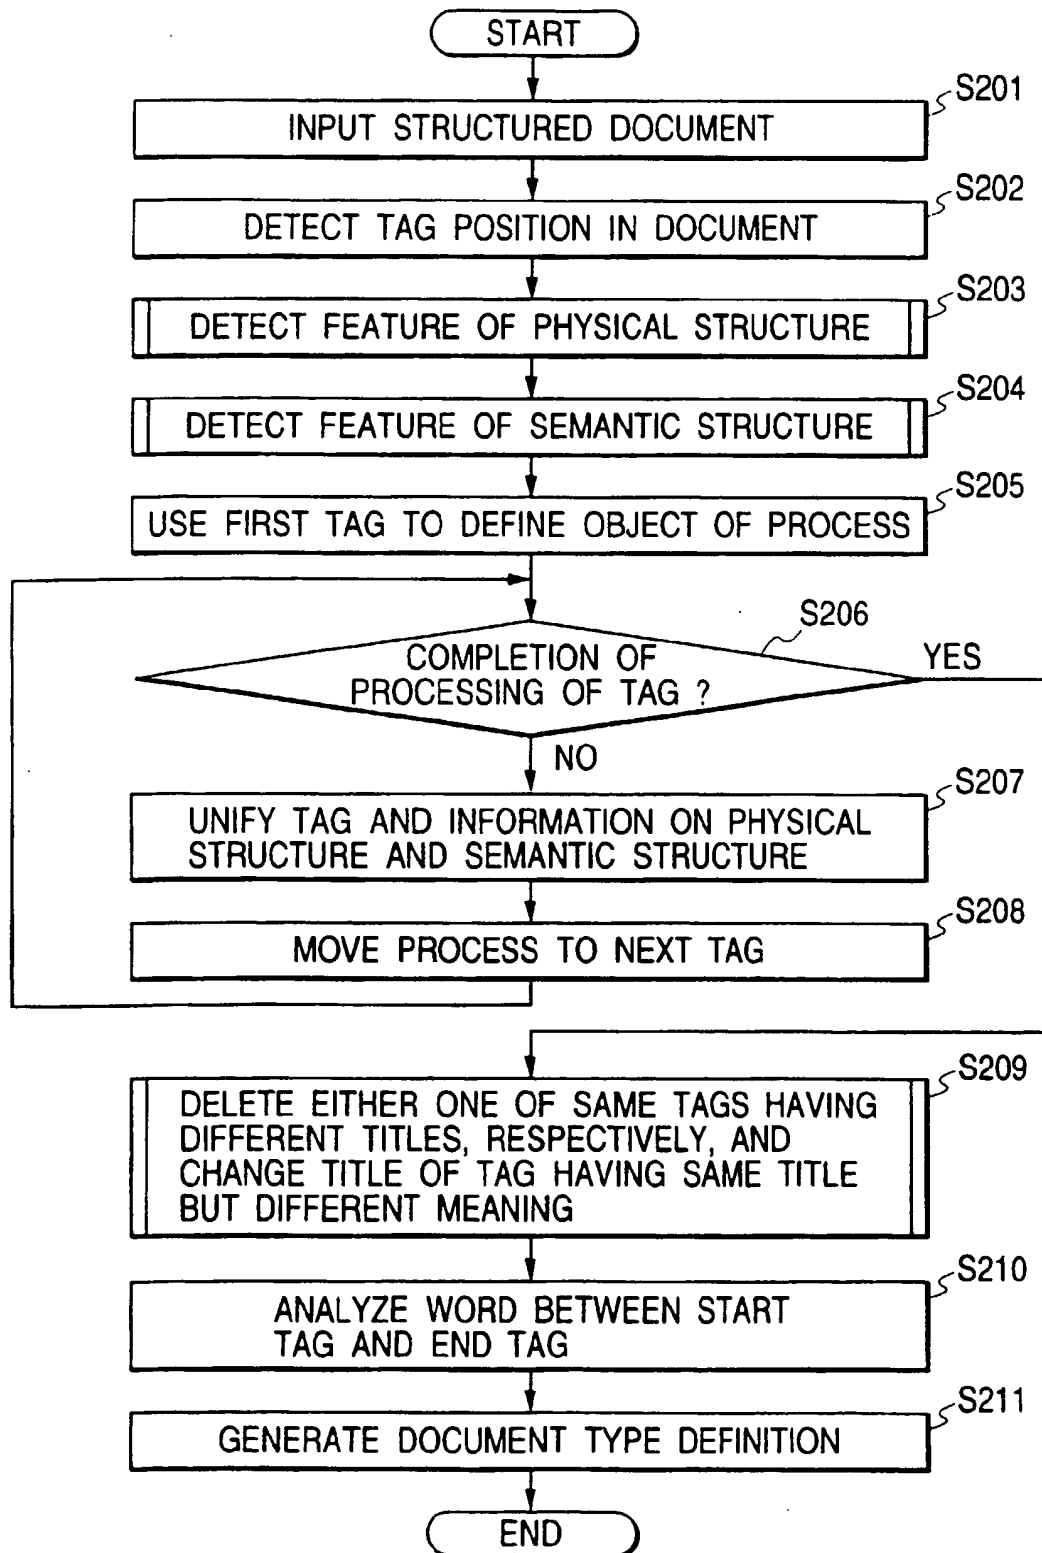 START
S201
INPUT STRUCTURED DOCUMENT
S202
DETECT TAG POSITION IN DOCUMENT
S203
DETECT FEATURE OF PHYSICAL STRUCTURE
S204
DETECT FEATURE OF SEMANTIC STRUCTURE
S205
USE FIRST TAG TO DEFINE OBJECT OF PROCESS
S206
COMPLETION OF
PROCESSING OF TAG ?
YES
NO
S207
UNIFY TAG AND INFORMATION ON PHYSICAL
STRUCTURE AND SEMANTIC STRUCTURE
S208
MOVE PROCESS TO NEXT TAG
S209
DELETE EITHER ONE OF SAME TAGS HAVING
DIFFERENT TITLES, RESPECTIVELY, AND
CHANGE TITLE OF TAG HAVING SAME TITLE
BUT DIFFERENT MEANING
S210
ANALYZE WORD BETWEEN START
TAG AND END TAG
S211
GENERATE DOCUMENT TYPE DEFINITION
END